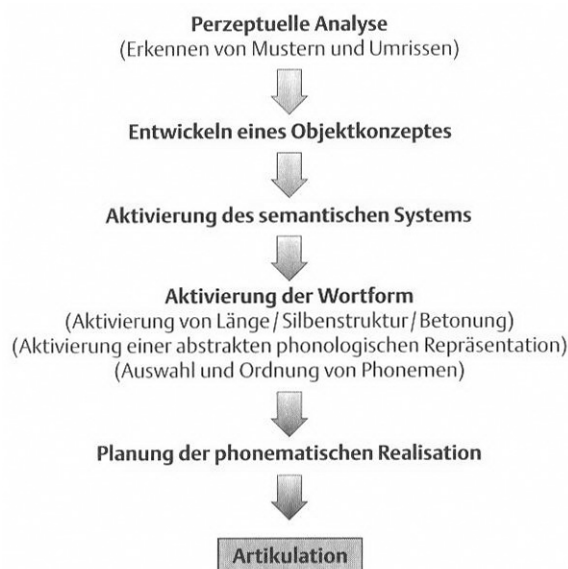 Perzeptuelle Analyse
(Erkennen von Mustern und Umrissen)
Entwickeln eines Objektkonzeptes
Aktivierung des semantischen Systems
Aktivierung der Wortform
(Aktivierung von Länge/Silbenstruktur/Betonung)
(Aktivierung einer abstrakten phonologischen Repräsentation)
(Auswahl und Ordnung von Phonemen)
Planung der phonematischen Realisation
Artikulation